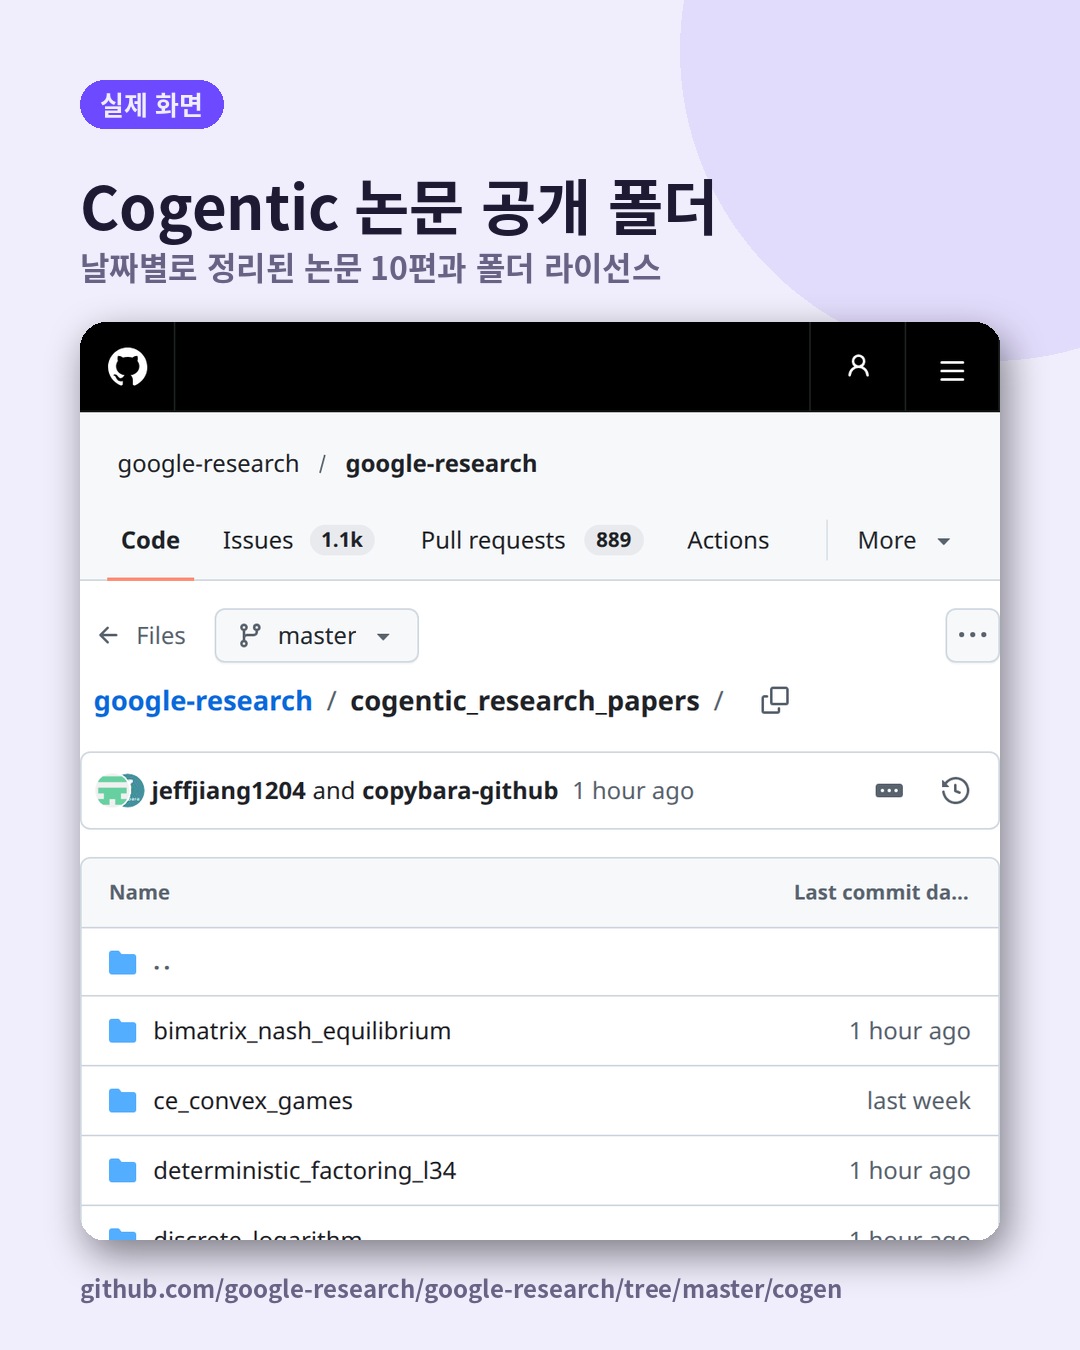 실제 화면
Cogentic 논문 공개 폴더
날짜별로 정리된 논문 10편과 폴더 라이선스
google-research / google-research
Code Issues 1.1k Pull requests 889 Actions More
Files master
google-research / cogentic_research_papers /
jeffjiang1204 and copybara-github 1 hour ago
Name Last commit da...
..
bimatrix_nash_equilibrium 1 hour ago
ce_convex_games last week
deterministic_factoring_l34 1 hour ago
discrete_logarithm 1 hour ago
github.com/google-research/google-research/tree/master/cogen